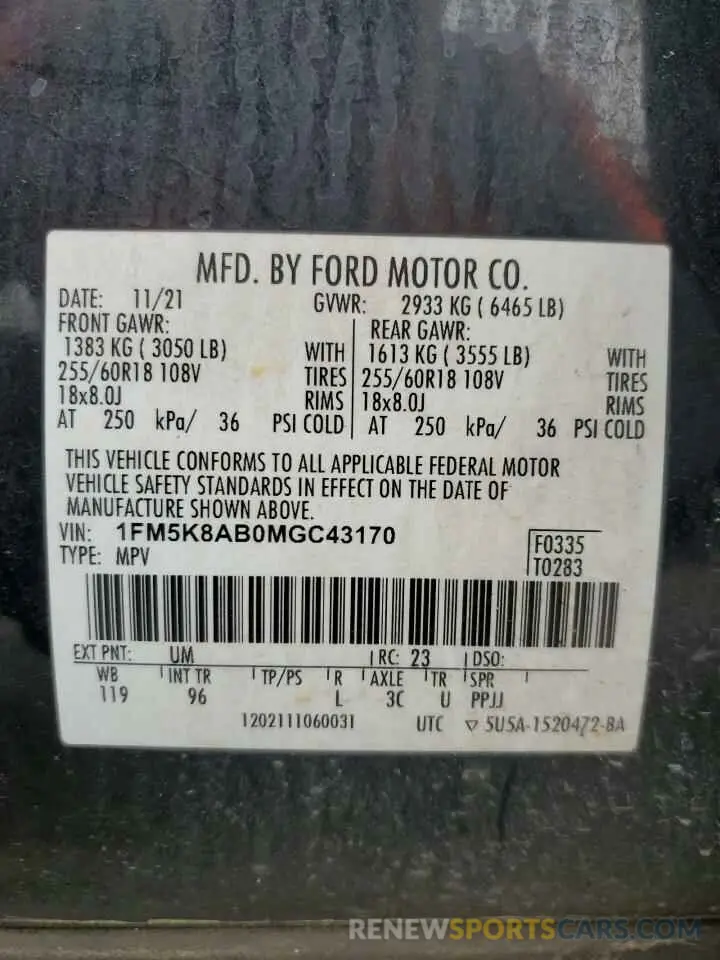 MFD. BY FORD MOTOR CO.
DATE: 11/21 GVWR: 2933 KG ( 6465 LB)
FRONT GAWR: REAR GAWR:
1383 KG ( 3050 LB) WITH 1613 KG ( 3555 LB) WITH
255/60R18 108V TIRES 255/60R18 108V TIRES
18x8.0J RIMS 18x8.0J RIMS
AT 250 kPa/ 36 PSI COLD AT 250 kPa/ 36 PSI COLD
THIS VEHICLE CONFORMS TO ALL APPLICABLE FEDERAL MOTOR
VEHICLE SAFETY STANDARDS IN EFFECT ON THE DATE OF
MANUFACTURE SHOWN ABOVE.
VIN: 1FM5K8AB0MGC43170 F0335
TYPE: MPV T0283
EXT PNT: UM RC: 23 DSO:
WB INT TR TP/PS R AXLE TR SPR
119 96 L 3C U PPJJ
1202111060031 UTC ▽ 5U5A-1520472-BA
RENEWSPORTSCARS.COM